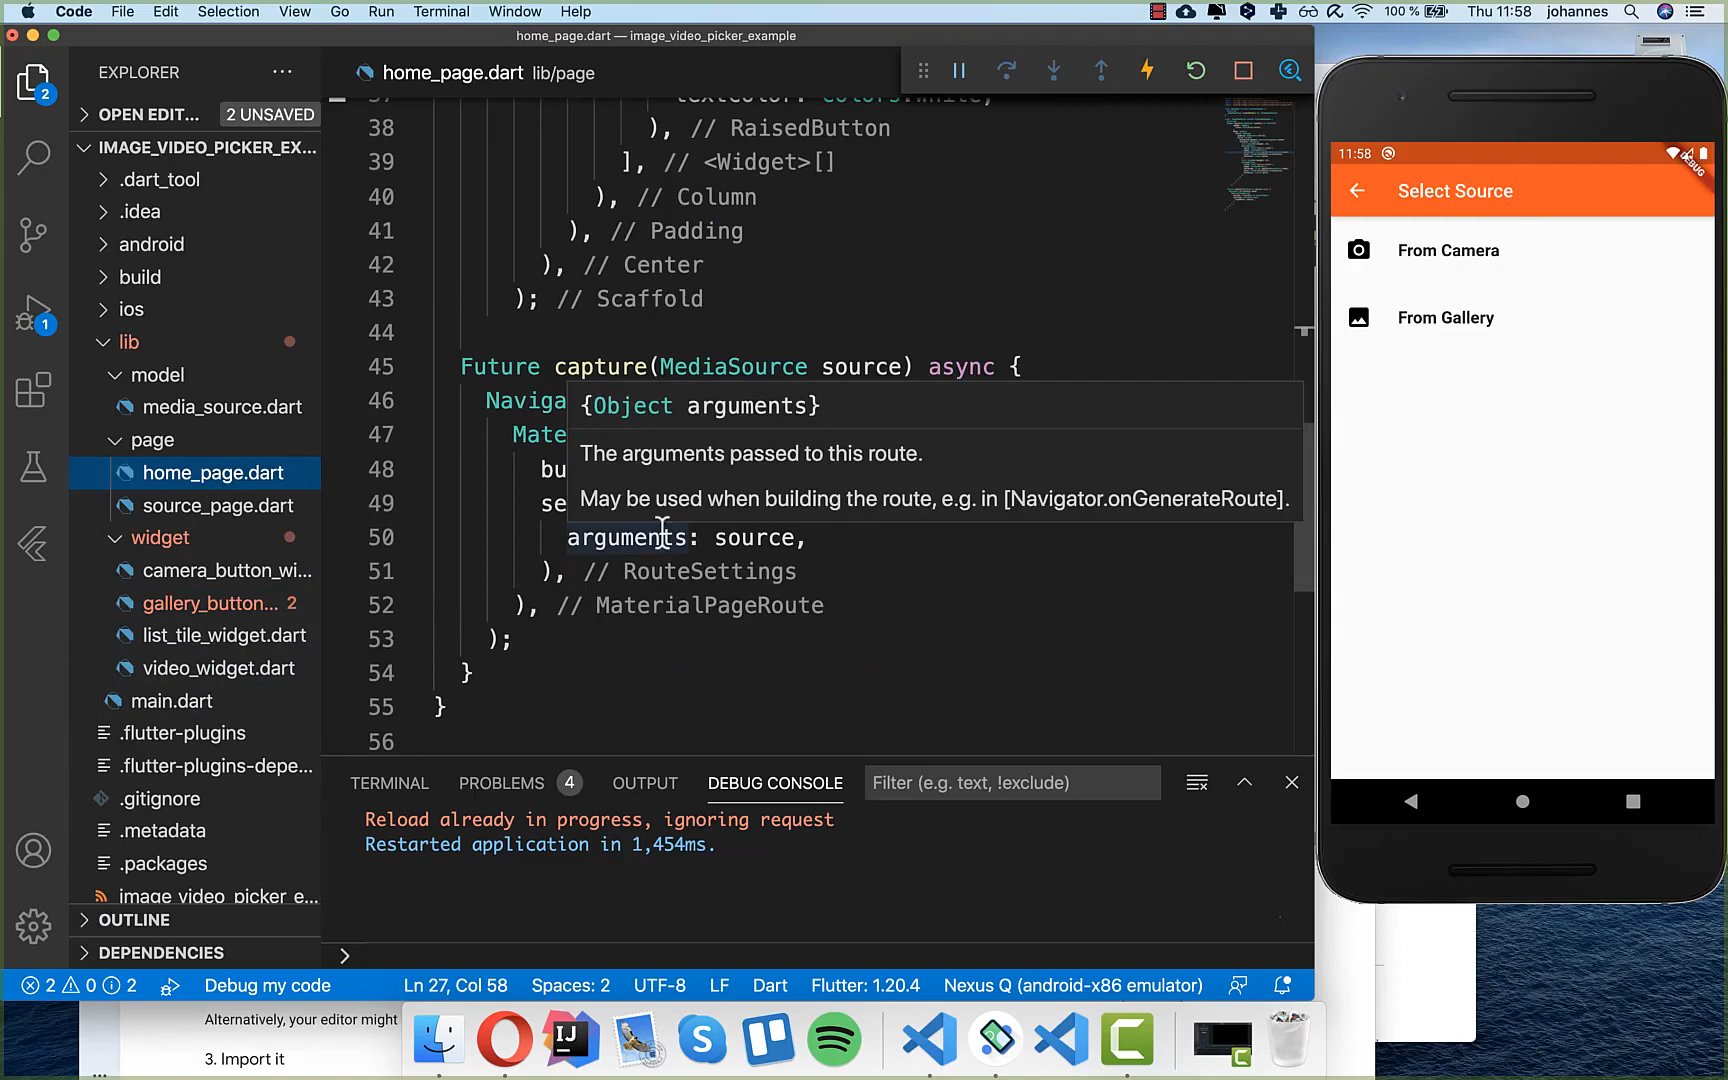 Code File Edit Selection View Go Run Terminal Window Help 100 % Thu 11:58 johannes
home_page.dart — image_video_picker_example
EXPLORER
OPEN EDIT... 2 UNSAVED
IMAGE_VIDEO_PICKER_EX...
.dart_tool
.idea
android
build
ios
lib
model
media_source.dart
page
home_page.dart
source_page.dart
widget
camera_button_wi...
gallery_button... 2
list_tile_widget.dart
video_widget.dart
main.dart
.flutter-plugins
.flutter-plugins-depe...
.gitignore
.metadata
.packages
image_video_picker_e...
OUTLINE
DEPENDENCIES
2
1
home_page.dart lib/page
37 textColor: Colors.white,
38 ), // RaisedButton
39 ], // <Widget>[]
40 ), // Column
41 ), // Padding
42 ), // Center
43 ); // Scaffold
44
45 Future capture(MediaSource source) async {
46 Naviga
47 Mate
48 bu
49 se
{Object arguments}
The arguments passed to this route.
May be used when building the route, e.g. in [Navigator.onGenerateRoute].
50 arguments: source,
51 ), // RouteSettings
52 ), // MaterialPageRoute
53 );
54 }
55 }
56
TERMINAL PROBLEMS 4 OUTPUT DEBUG CONSOLE Filter (e.g. text, !exclude)
Reload already in progress, ignoring request
Restarted application in 1,454ms.
2 0 2 Debug my code Ln 27, Col 58 Spaces: 2 UTF-8 LF Dart Flutter: 1.20.4 Nexus Q (android-x86 emulator)
11:58
DEBUG
Select Source
From Camera
From Gallery
Alternatively, your editor might
3. Import it